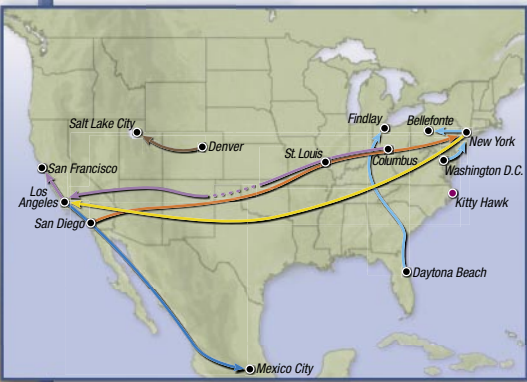 Salt Lake City
Denver
Findlay
Bellefonte
New York
St. Louis
Columbus
Washington D.C.
San Francisco
Los
Angeles
San Diego
Kitty Hawk
Daytona Beach
Mexico City